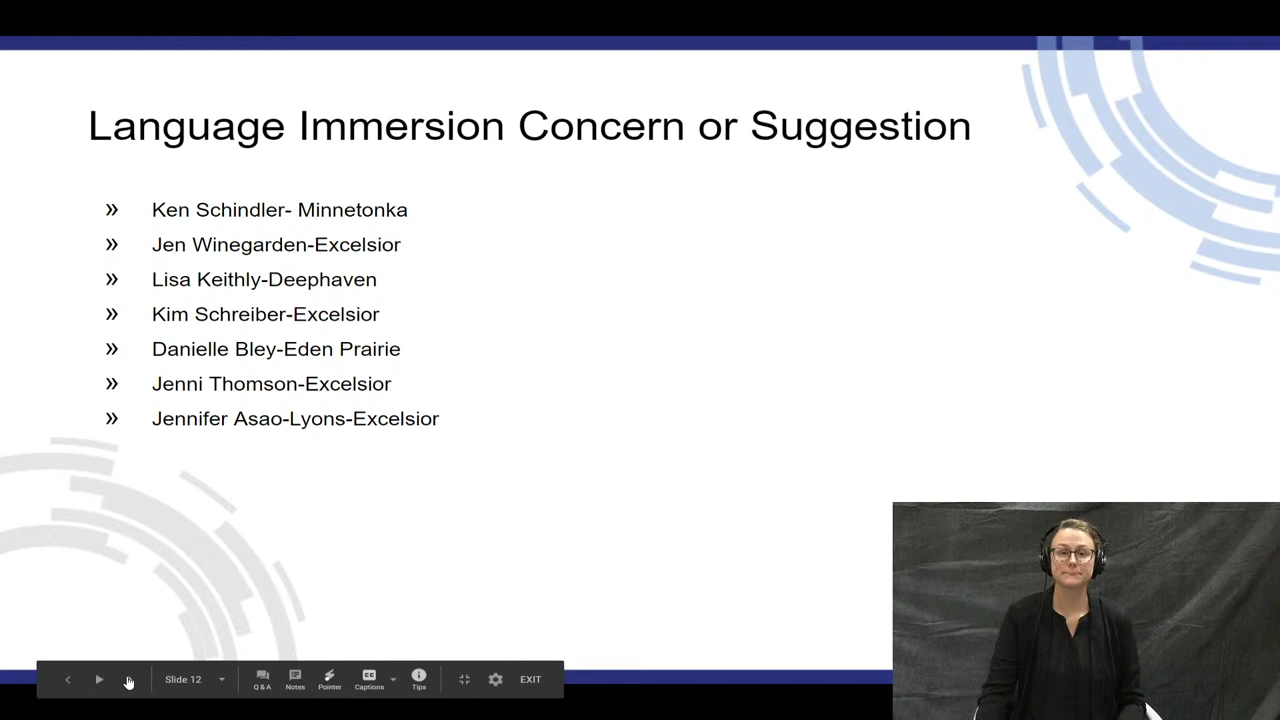 Language Immersion Concern or Suggestion
» Ken Schindler- Minnetonka
» Jen Winegarden-Excelsior
» Lisa Keithly-Deephaven
» Kim Schreiber-Excelsior
» Danielle Bley-Eden Prairie
» Jenni Thomson-Excelsior
» Jennifer Asao-Lyons-Excelsior
Slide 12 Q & A Notes Pointer CC Captions Tips EXIT